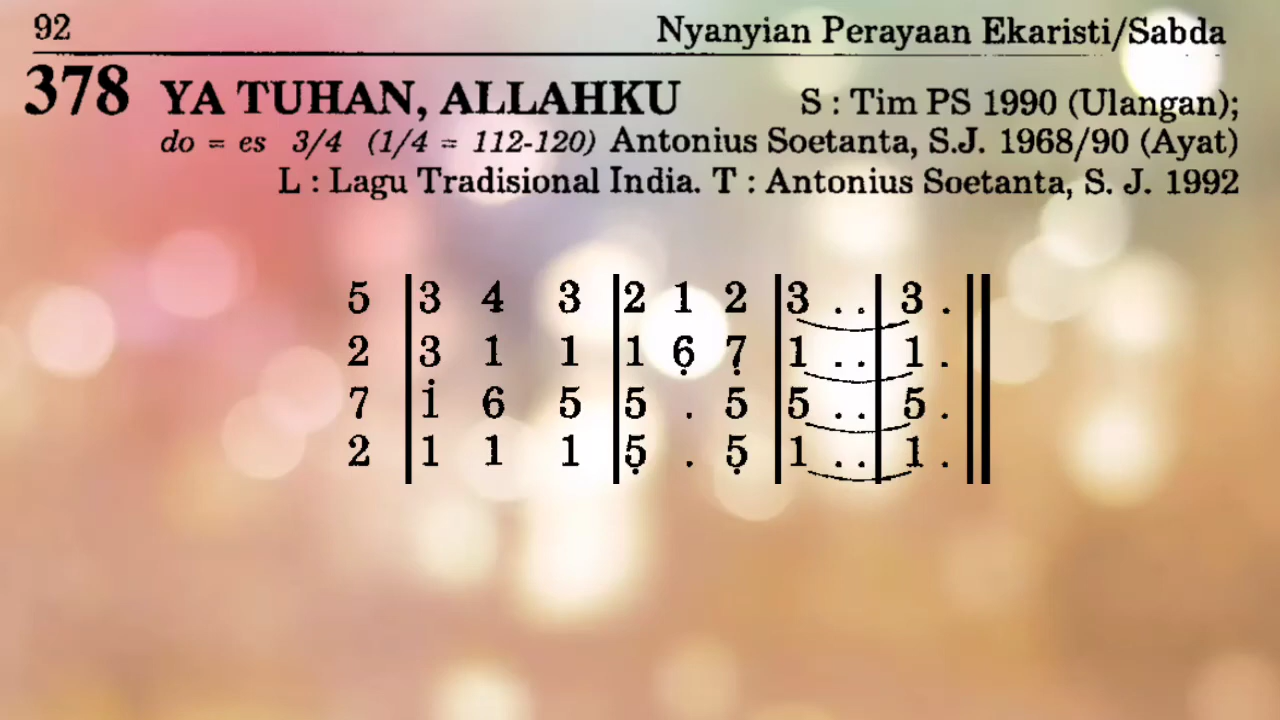 92 Nyanyian Perayaan Ekaristi/Sabda
378 YA TUHAN, ALLAHKU S : Tim PS 1990 (Ulangan);
do = es 3/4 (1/4 = 112-120) Antonius Soetanta, S.J. 1968/90 (Ayat)
L : Lagu Tradisional India. T : Antonius Soetanta, S. J. 1992
5 | 3 4 3 | 2 1 2 | 3 . . | 3 . ||
2 | 3 1 1 | 1 6̣ 7̣ | 1 . . | 1 . ||
7 | 1̇ 6 5 | 5 . 5 | 5 . . | 5 . ||
2 | 1 1 1 | 5̣ . 5̣ | 1 . . | 1 . ||